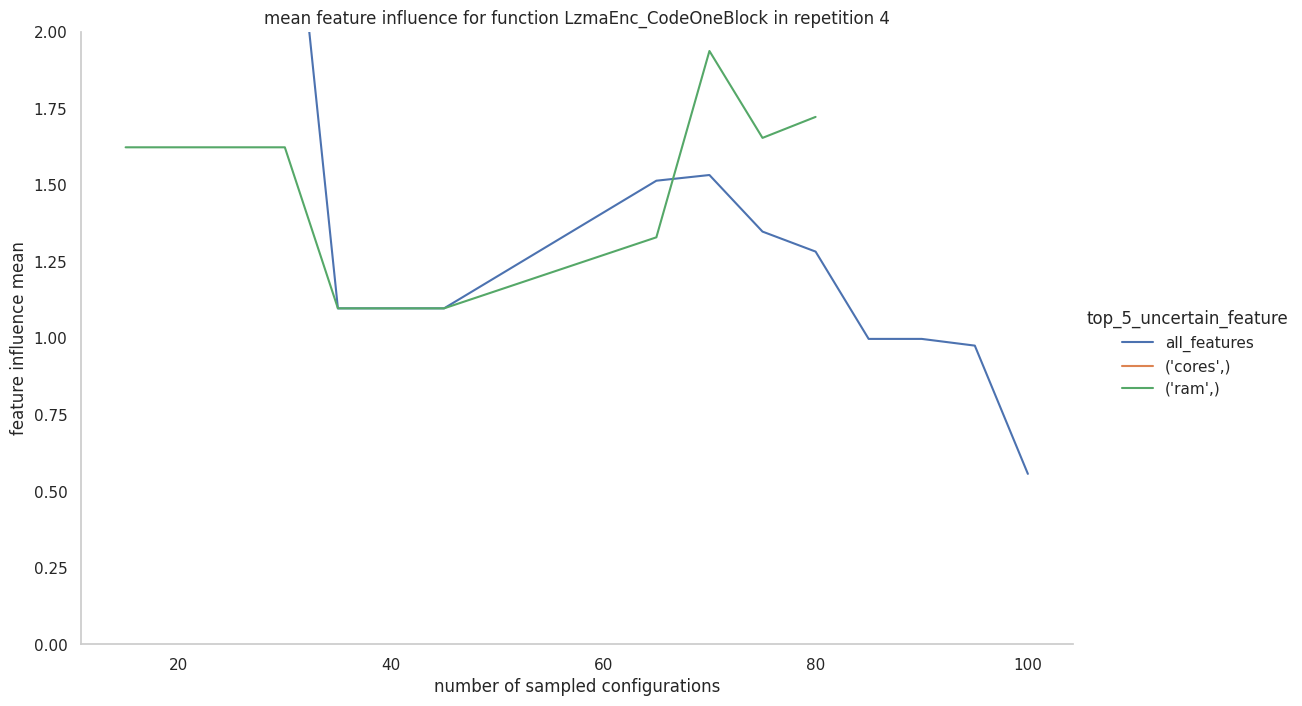 mean feature influence for function LzmaEnc_CodeOneBlock in repetition 4
2.00
1.75
1.50
1.25
1.00
0.75
0.50
0.25
0.00
feature influence mean
20
40
60
80
100
number of sampled configurations
top_5_uncertain_feature
all_features
('cores',)
('ram',)